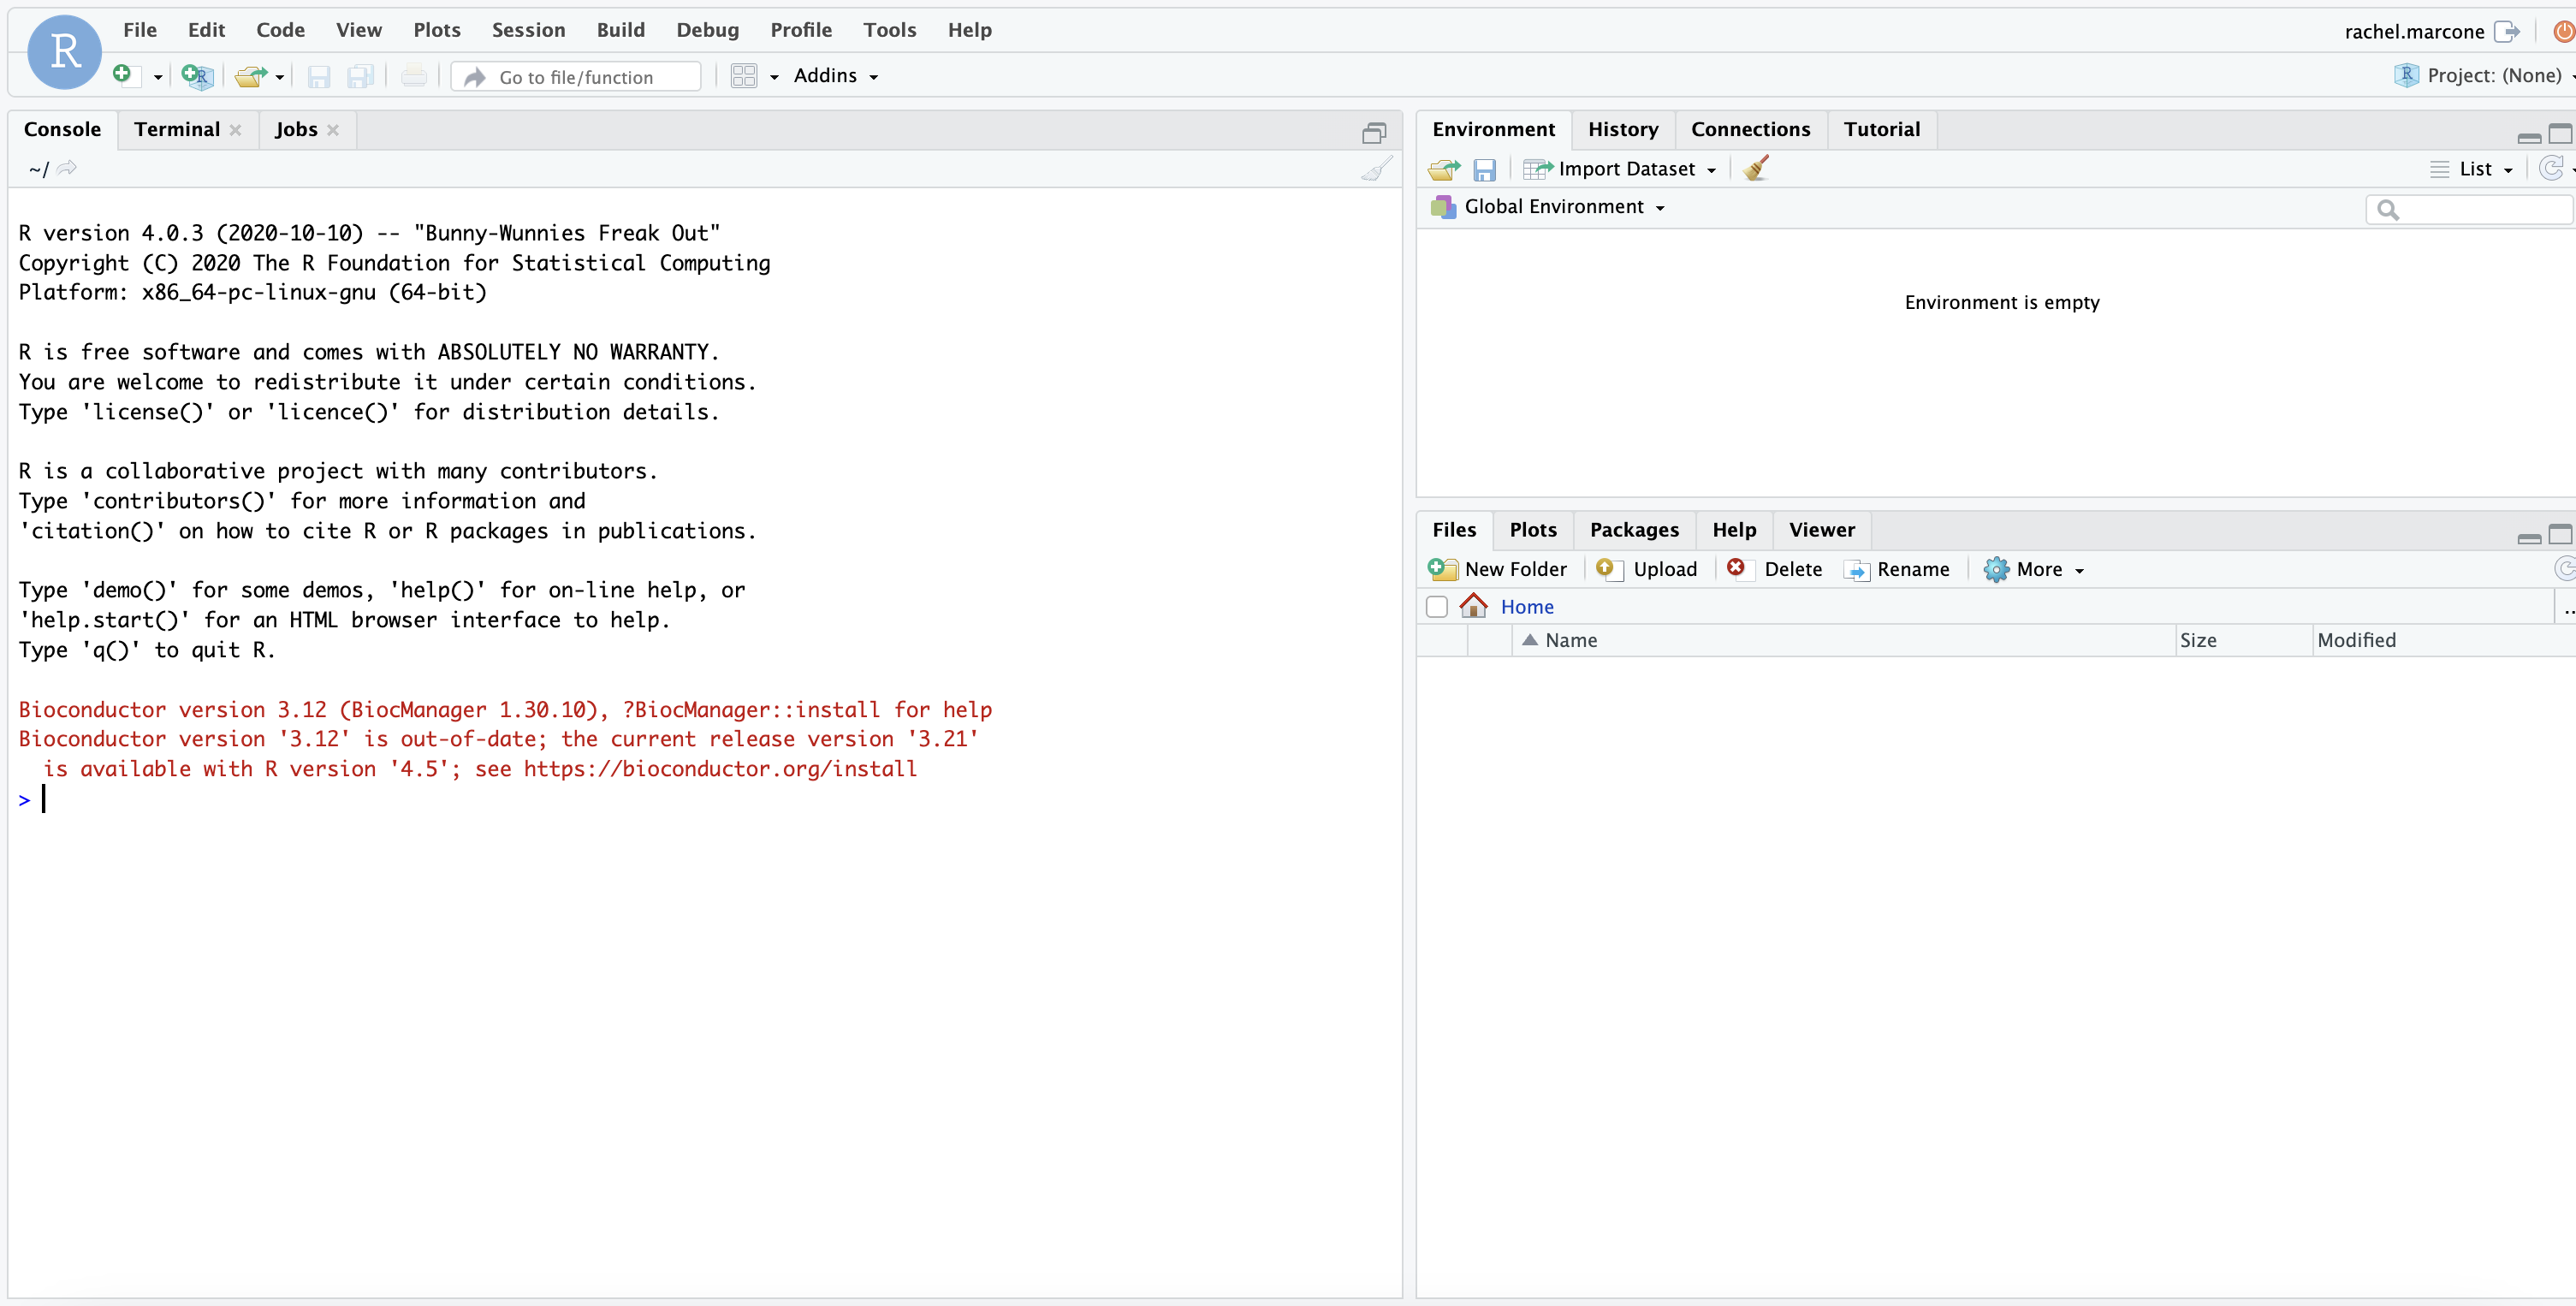 R
File Edit Code View Plots Session Build Debug Profile Tools Help
rachel.marcone
Go to file/function
Addins
Project: (None)
Console Terminal Jobs
~/
R version 4.0.3 (2020-10-10) -- "Bunny-Wunnies Freak Out"
Copyright (C) 2020 The R Foundation for Statistical Computing
Platform: x86_64-pc-linux-gnu (64-bit)
R is free software and comes with ABSOLUTELY NO WARRANTY.
You are welcome to redistribute it under certain conditions.
Type 'license()' or 'licence()' for distribution details.
R is a collaborative project with many contributors.
Type 'contributors()' for more information and
'citation()' on how to cite R or R packages in publications.
Type 'demo()' for some demos, 'help()' for on-line help, or
'help.start()' for an HTML browser interface to help.
Type 'q()' to quit R.
Bioconductor version 3.12 (BiocManager 1.30.10), ?BiocManager::install for help
Bioconductor version '3.12' is out-of-date; the current release version '3.21'
is available with R version '4.5'; see https://bioconductor.org/install
>
Environment History Connections Tutorial
Import Dataset
List
Global Environment
Environment is empty
Files Plots Packages Help Viewer
New Folder Upload Delete Rename More
Home
..
Name Size Modified